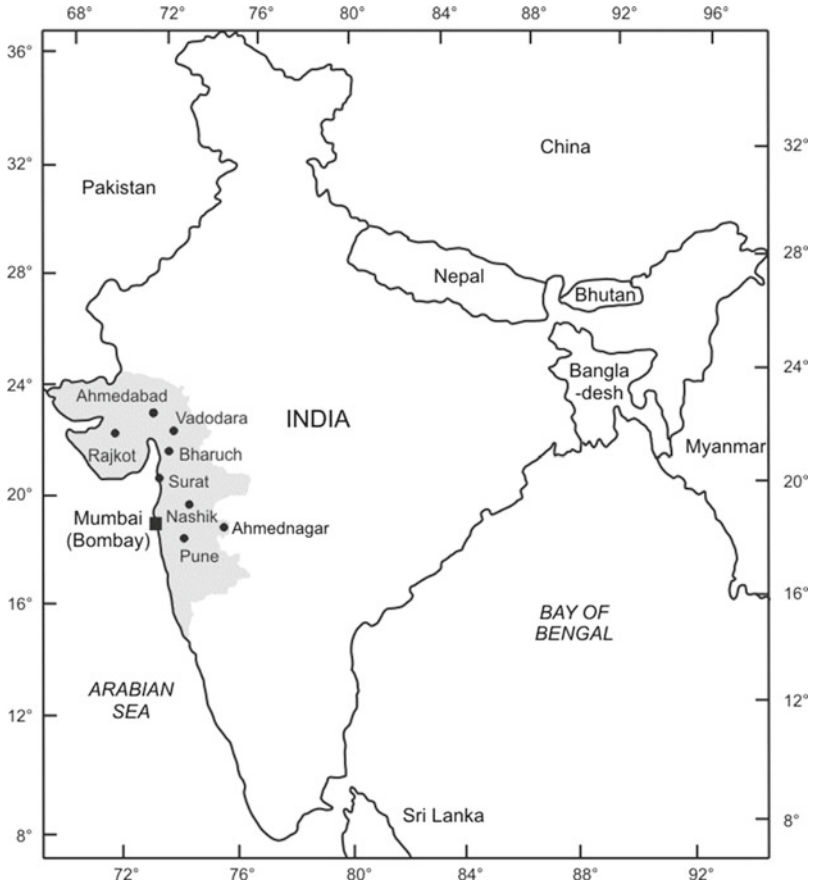 68° 72° 76° 80° 84° 88° 92° 96°
36°
China
32° 32°
Pakistan
28°
Nepal
28°
Bhutan
24° 24°
Bangla
-desh
Ahmedabad
Vadodara
INDIA
Myanmar
Rajkot
Bharuch
Surat
20° 20°
Nashik
Mumbai
(Bombay)
Ahmednagar
Pune
16° 16°
BAY OF
BENGAL
ARABIAN
SEA
12° 12°
Sri Lanka
8° 8°
72° 76° 80° 84° 88° 92°